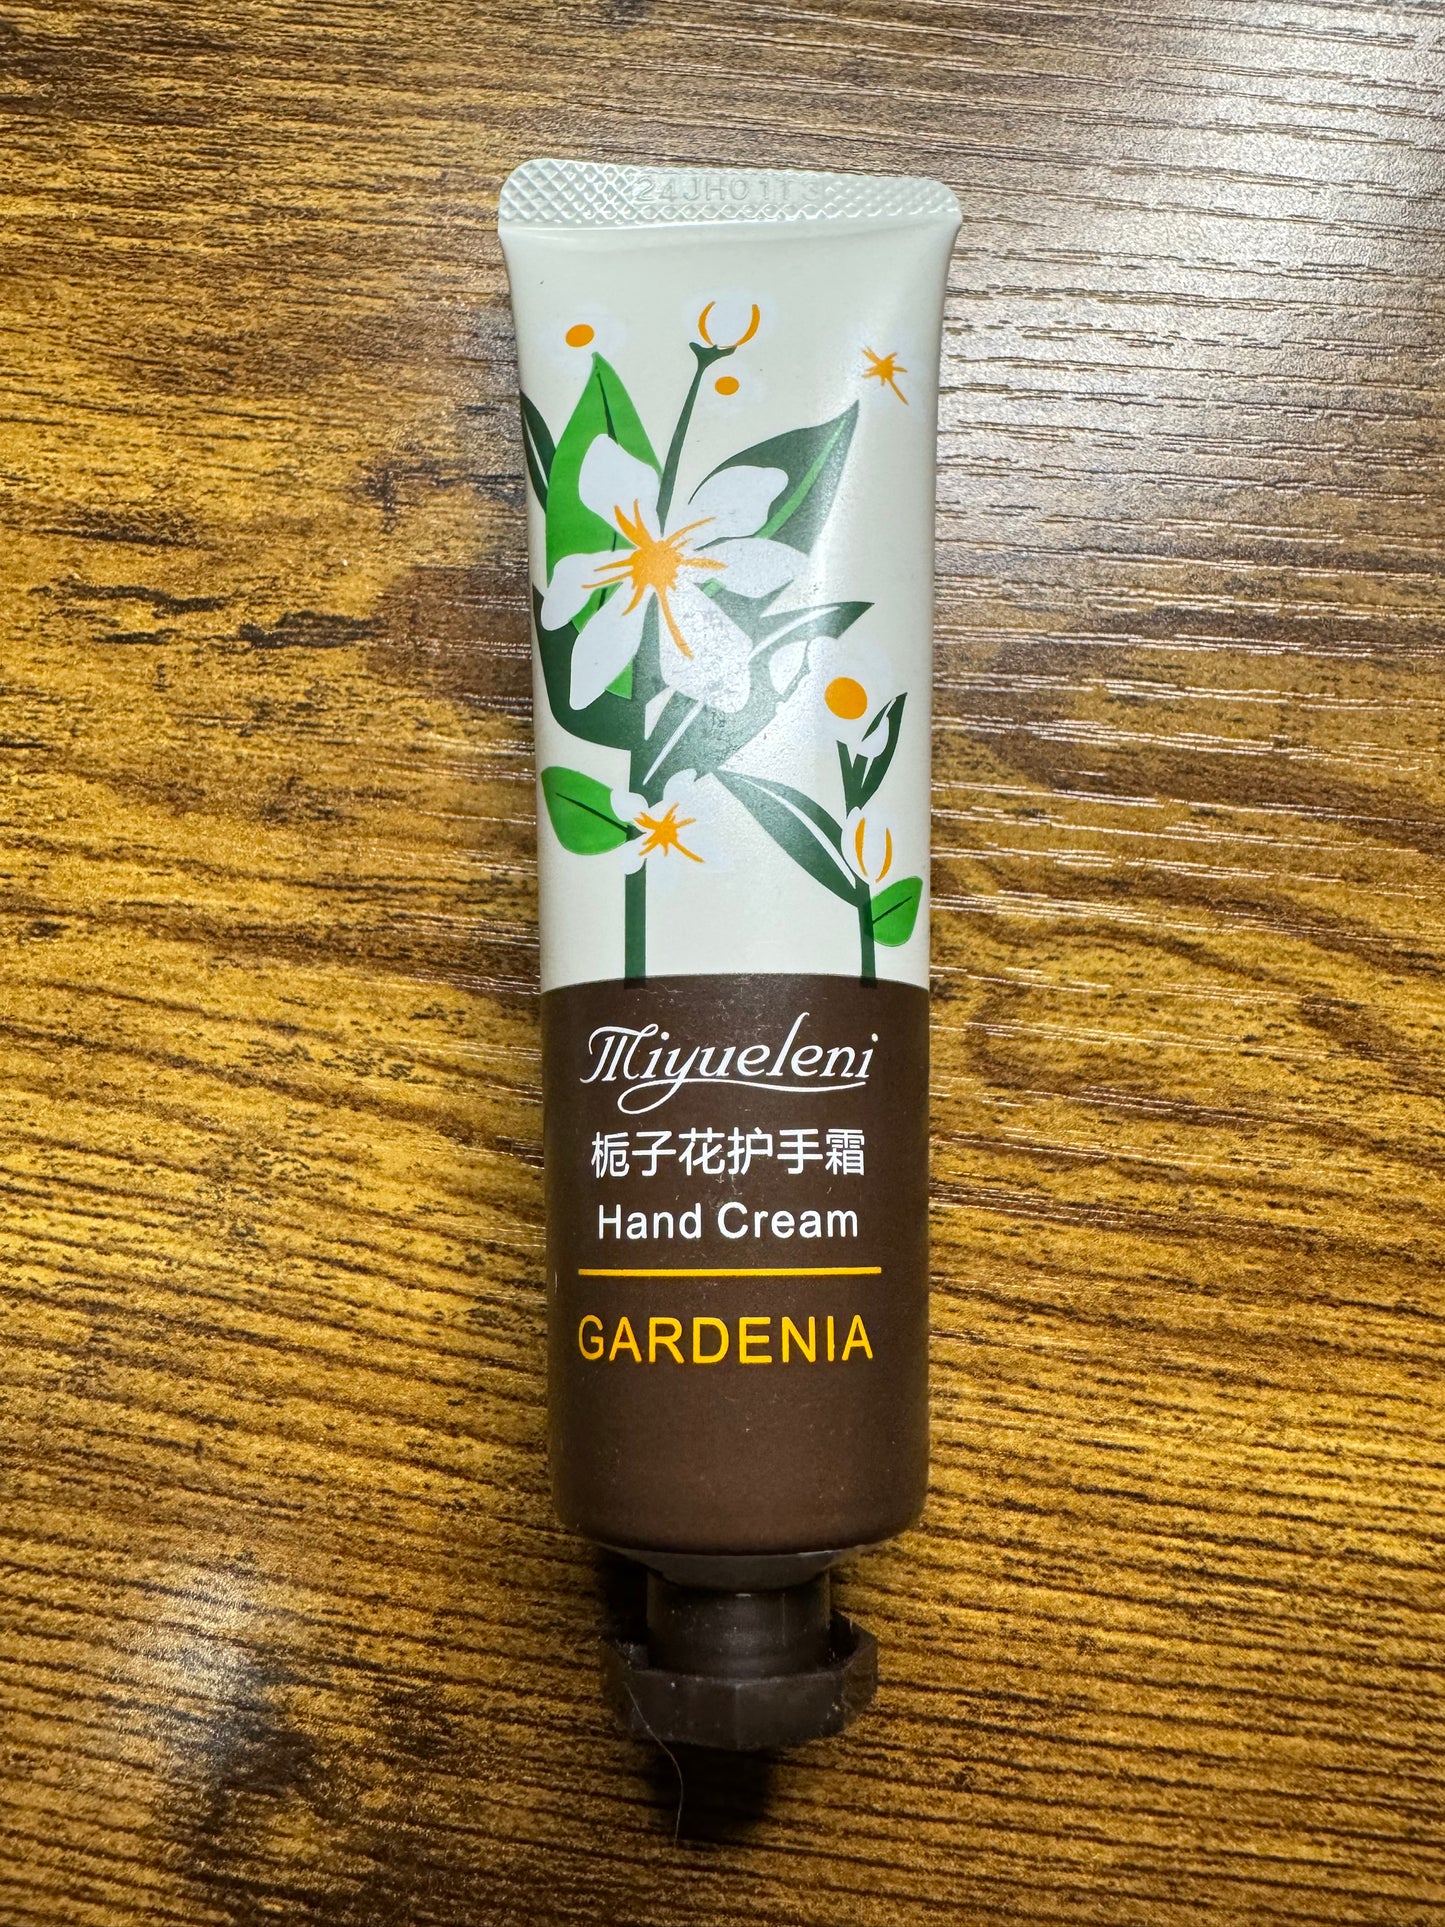 24JH01T3
Miyueleni
栀子花护手霜
Hand Cream
GARDENIA